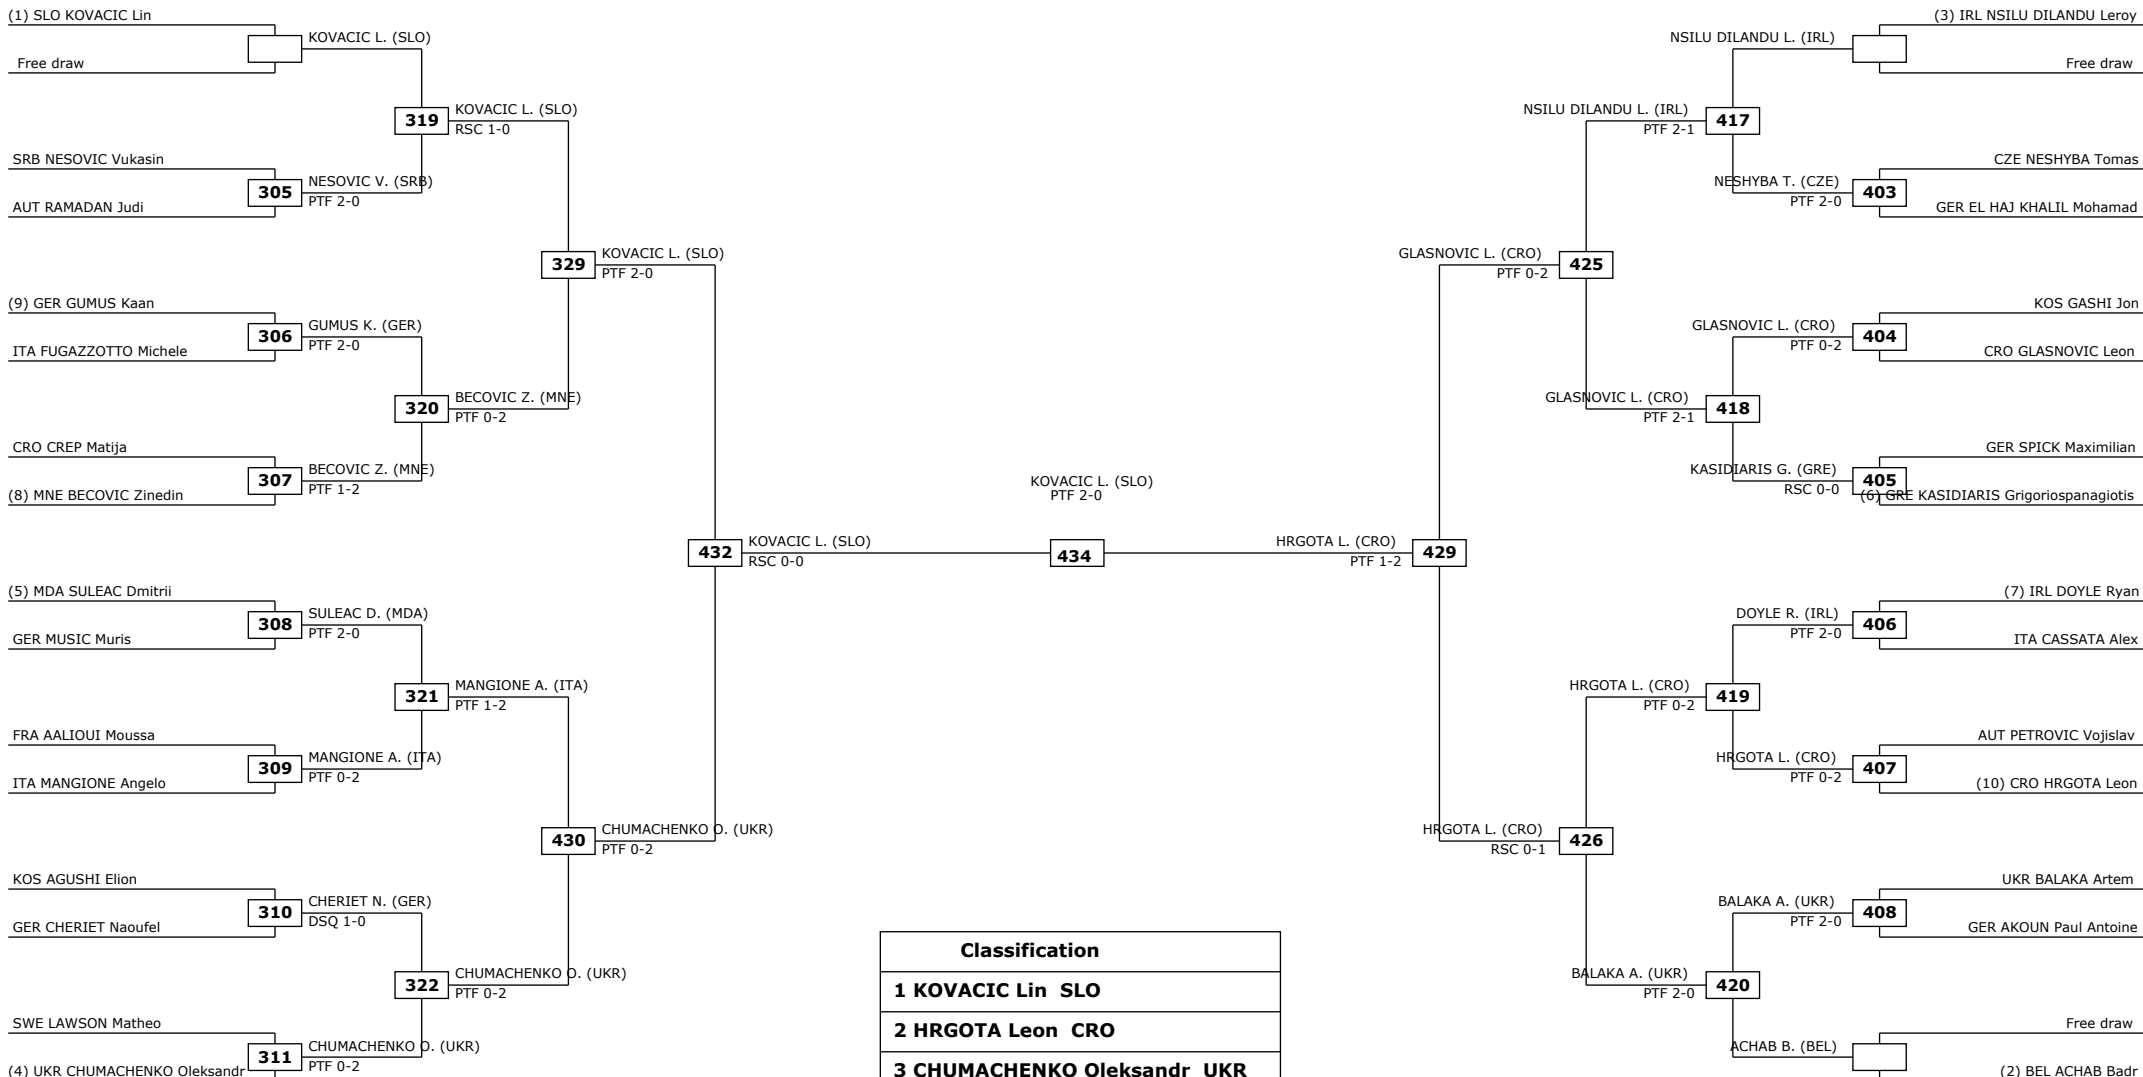 (1) SLO KOVACIC Lin
Free draw
SRB NESOVIC Vukasin
AUT RAMADAN Judi
(9) GER GUMUS Kaan
ITA FUGAZZOTTO Michele
CRO CREP Matija
(8) MNE BECOVIC Zinedin
(5) MDA SULEAC Dmitrii
GER MUSIC Muris
FRA AALIOUI Moussa
ITA MANGIONE Angelo
KOS AGUSHI Elion
GER CHERIET Naoufel
SWE LAWSON Matheo
(4) UKR CHUMACHENKO Oleksandr
KOVACIC L. (SLO)
305
NESOVIC V. (SRB)
PTF 2-0
306
GUMUS K. (GER)
PTF 2-0
307
BECOVIC Z. (MNE)
PTF 1-2
308
SULEAC D. (MDA)
PTF 2-0
309
MANGIONE A. (ITA)
PTF 0-2
310
CHERIET N. (GER)
DSQ 1-0
311
CHUMACHENKO O. (UKR)
PTF 0-2
319
KOVACIC L. (SLO)
RSC 1-0
320
BECOVIC Z. (MNE)
PTF 0-2
321
MANGIONE A. (ITA)
PTF 1-2
322
CHUMACHENKO O. (UKR)
PTF 0-2
329
KOVACIC L. (SLO)
PTF 2-0
430
CHUMACHENKO O. (UKR)
PTF 0-2
432
KOVACIC L. (SLO)
RSC 0-0
KOVACIC L. (SLO)
PTF 2-0
434
HRGOTA L. (CRO)
PTF 1-2
429
GLASNOVIC L. (CRO)
PTF 0-2
425
HRGOTA L. (CRO)
RSC 0-1
426
NSILU DILANDU L. (IRL)
PTF 2-1
417
GLASNOVIC L. (CRO)
PTF 2-1
418
HRGOTA L. (CRO)
PTF 0-2
419
BALAKA A. (UKR)
PTF 2-0
420
NSILU DILANDU L. (IRL)
NESHYBA T. (CZE)
PTF 2-0
403
GLASNOVIC L. (CRO)
PTF 0-2
404
KASIDIARIS G. (GRE)
RSC 0-0
405
DOYLE R. (IRL)
PTF 2-0
406
HRGOTA L. (CRO)
PTF 0-2
407
BALAKA A. (UKR)
PTF 2-0
408
ACHAB B. (BEL)
(3) IRL NSILU DILANDU Leroy
Free draw
CZE NESHYBA Tomas
GER EL HAJ KHALIL Mohamad
KOS GASHI Jon
CRO GLASNOVIC Leon
GER SPICK Maximilian
(6) GRE KASIDIARIS Grigoriospanagiotis
(7) IRL DOYLE Ryan
ITA CASSATA Alex
AUT PETROVIC Vojislav
(10) CRO HRGOTA Leon
UKR BALAKA Artem
GER AKOUN Paul Antoine
Free draw
(2) BEL ACHAB Badr
Classification
1 KOVACIC Lin SLO
2 HRGOTA Leon CRO
3 CHUMACHENKO Oleksandr UKR